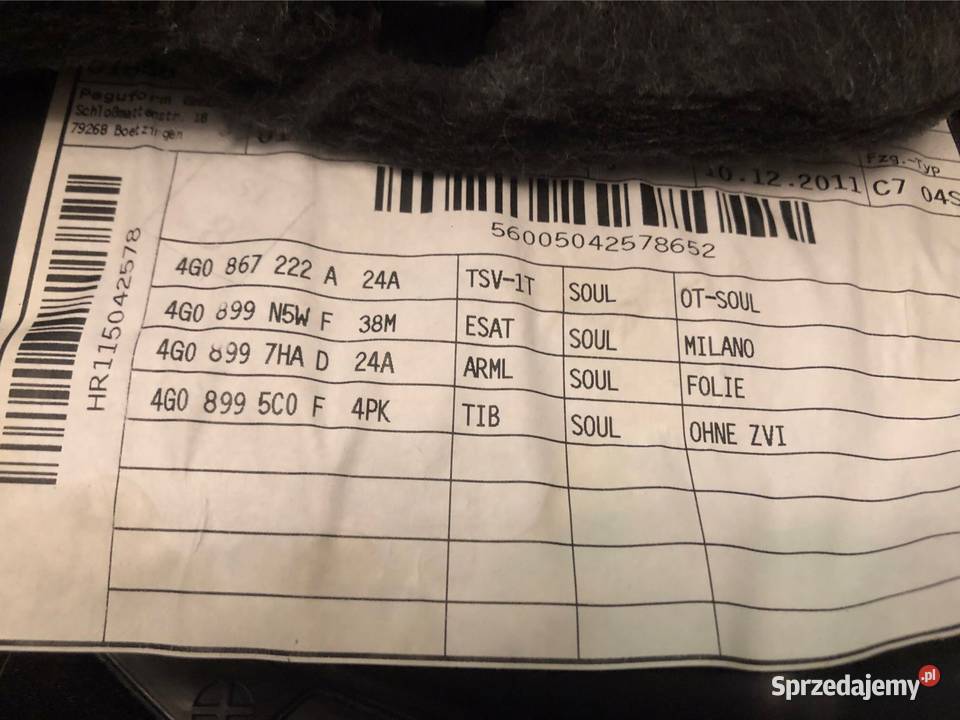 Peguform
Schloßmattenstr. 18
79268 Boetzingen
Fzg.-Typ
10.12.2011
C7 04S
56005042578652
HR115042578
4G0 867 222 A 24A TSV-1T SOUL OT-SOUL
4G0 899 N5W F 38M ESAT SOUL MILANO
4G0 899 7HA D 24A ARML SOUL FOLIE
4G0 899 5C0 F 4PK TIB SOUL OHNE ZVI
Sprzedajemy.pl